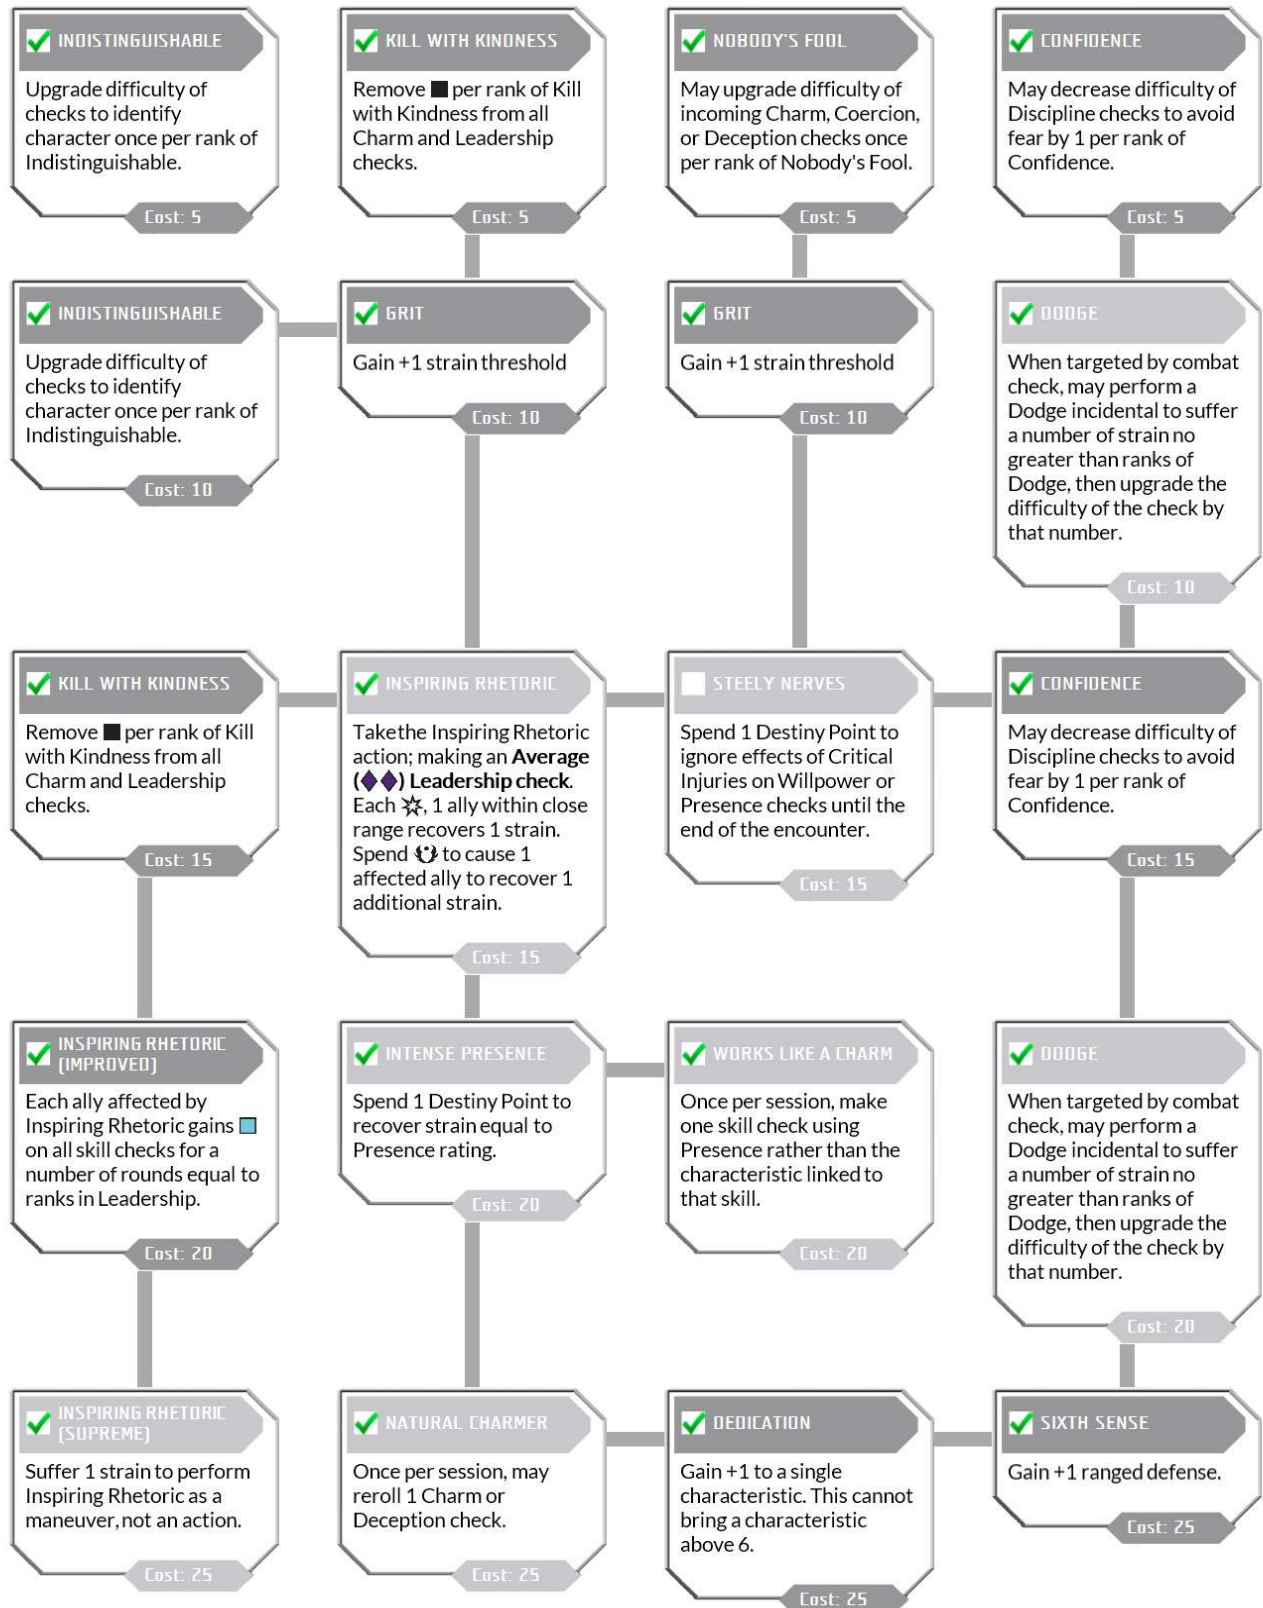 INDISTINGUISHABLE
Upgrade difficulty of
checks to identify
character once per rank of
Indistinguishable.
Cost: 5
KILL WITH KINDNESS
Remove ■ per rank of Kill
with Kindness from all
Charm and Leadership
checks.
Cost: 5
NOBODY'S FOOL
May upgrade difficulty of
incoming Charm, Coercion,
or Deception checks once
per rank of Nobody's Fool.
Cost: 5
CONFIDENCE
May decrease difficulty of
Discipline checks to avoid
fear by 1 per rank of
Confidence.
Cost: 5
INDISTINGUISHABLE
Upgrade difficulty of
checks to identify
character once per rank of
Indistinguishable.
Cost: 10
GRIT
Gain +1 strain threshold
Cost: 10
GRIT
Gain +1 strain threshold
Cost: 10
DODGE
When targeted by combat
check, may perform a
Dodge incidental to suffer
a number of strain no
greater than ranks of
Dodge, then upgrade the
difficulty of the check by
that number.
Cost: 10
KILL WITH KINDNESS
Remove ■ per rank of Kill
with Kindness from all
Charm and Leadership
checks.
Cost: 15
INSPIRING RHETORIC
Takethe Inspiring Rhetoric
action; making an Average
(◆◆) Leadership check.
Each , 1 ally within close
range recovers 1 strain.
Spend to cause 1
affected ally to recover 1
additional strain.
Cost: 15
STEELY NERVES
Spend 1 Destiny Point to
ignore effects of Critical
Injuries on Willpower or
Presence checks until the
end of the encounter.
Cost: 15
CONFIDENCE
May decrease difficulty of
Discipline checks to avoid
fear by 1 per rank of
Confidence.
Cost: 15
INSPIRING RHETORIC
(IMPROVED)
Each ally affected by
Inspiring Rhetoric gains
on all skill checks for a
number of rounds equal to
ranks in Leadership.
Cost: 20
INTENSE PRESENCE
Spend 1 Destiny Point to
recover strain equal to
Presence rating.
Cost: 20
WORKS LIKE A CHARM
Once per session, make
one skill check using
Presence rather than the
characteristic linked to
that skill.
Cost: 20
DODGE
When targeted by combat
check, may perform a
Dodge incidental to suffer
a number of strain no
greater than ranks of
Dodge, then upgrade the
difficulty of the check by
that number.
Cost: 20
INSPIRING RHETORIC
(SUPREME)
Suffer 1 strain to perform
Inspiring Rhetoric as a
maneuver, not an action.
Cost: 25
NATURAL CHARMER
Once per session, may
reroll 1 Charm or
Deception check.
Cost: 25
DEDICATION
Gain +1 to a single
characteristic. This cannot
bring a characteristic
above 6.
Cost: 25
SIXTH SENSE
Gain +1 ranged defense.
Cost: 25